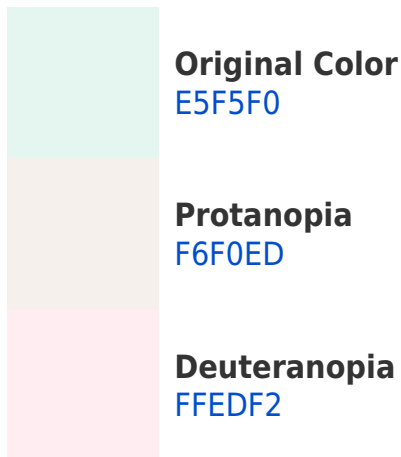 Original Color
E5F5F0
Protanopia
F6F0ED
Deuteranopia
FFEDF2